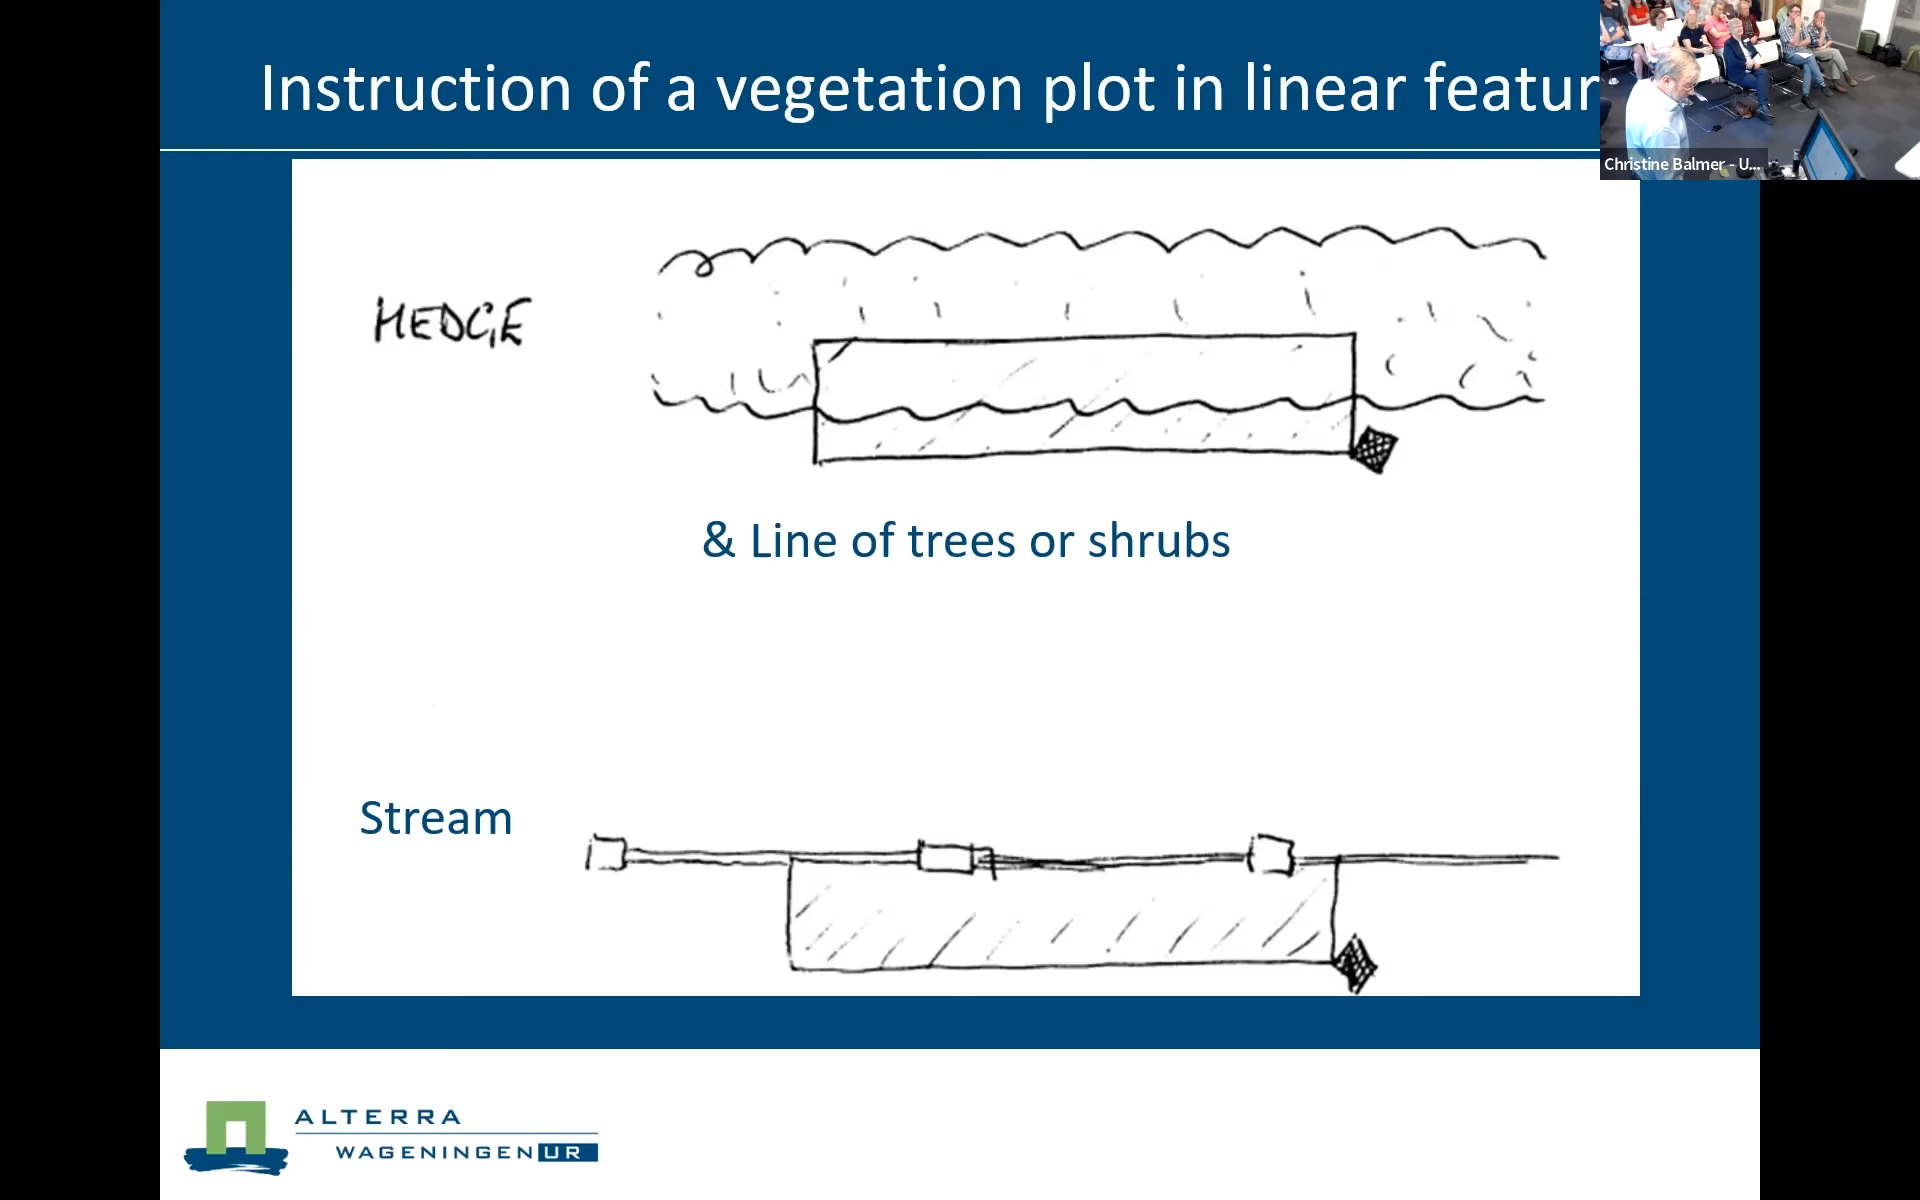 Instruction of a vegetation plot in linear featur
Christine Balmer - U...
HEDGE
& Line of trees or shrubs
Stream
ALTERRA
WAGENINGEN UR